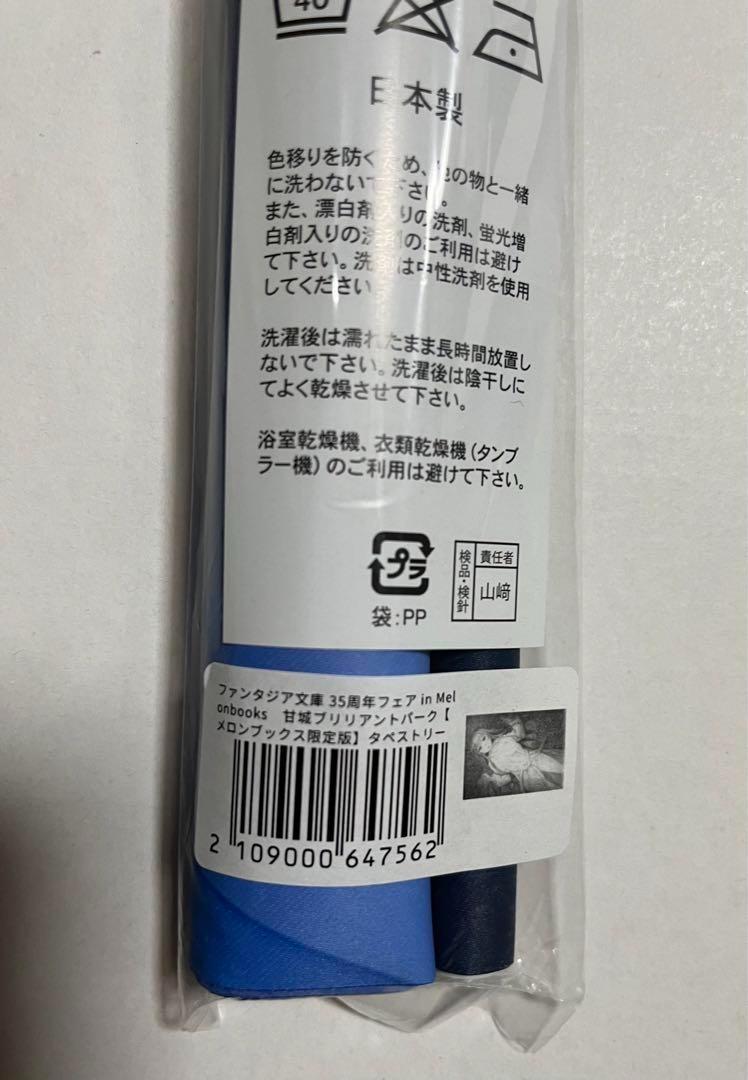 40
日本製
色移りを防ぐため、他の物と一緒
に洗わないで下さい。
また、漂白剤入りの洗剤、蛍光増
白剤入りの洗剤のご利用は避け
て下さい。洗剤は中性洗剤を使用
してください。
洗濯後は濡れたまま長時間放置し
ないで下さい。洗濯後は陰干しに
てよく乾燥させて下さい。
浴室乾燥機、衣類乾燥機(タンブ
ラー機)のご利用は避けて下さい。
プラ
袋:PP
検品・検針
責任者
山﨑
ファンタジア文庫 35周年フェア in Mel
onbooks 甘城ブリリアントパーク【
メロンブックス限定版】タペストリー
2 109000 647562